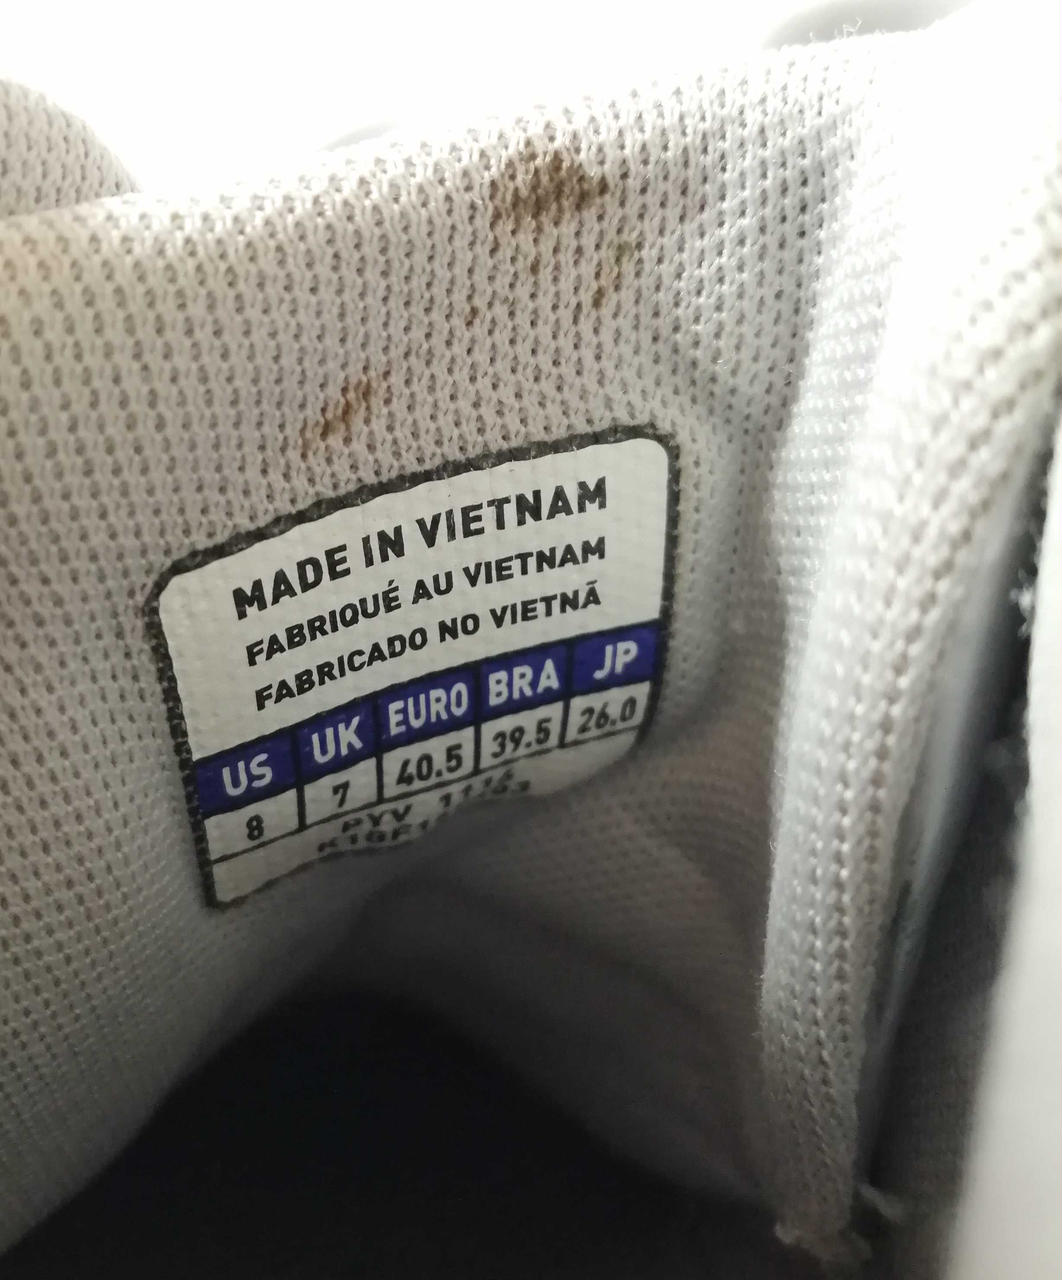 MADE IN VIETNAM
FABRIQUÉ AU VIETNAM
FABRICADO NO VIETNÃ
US UK EURO BRA JP
8 7 40.5 39.5 26.0
PYV